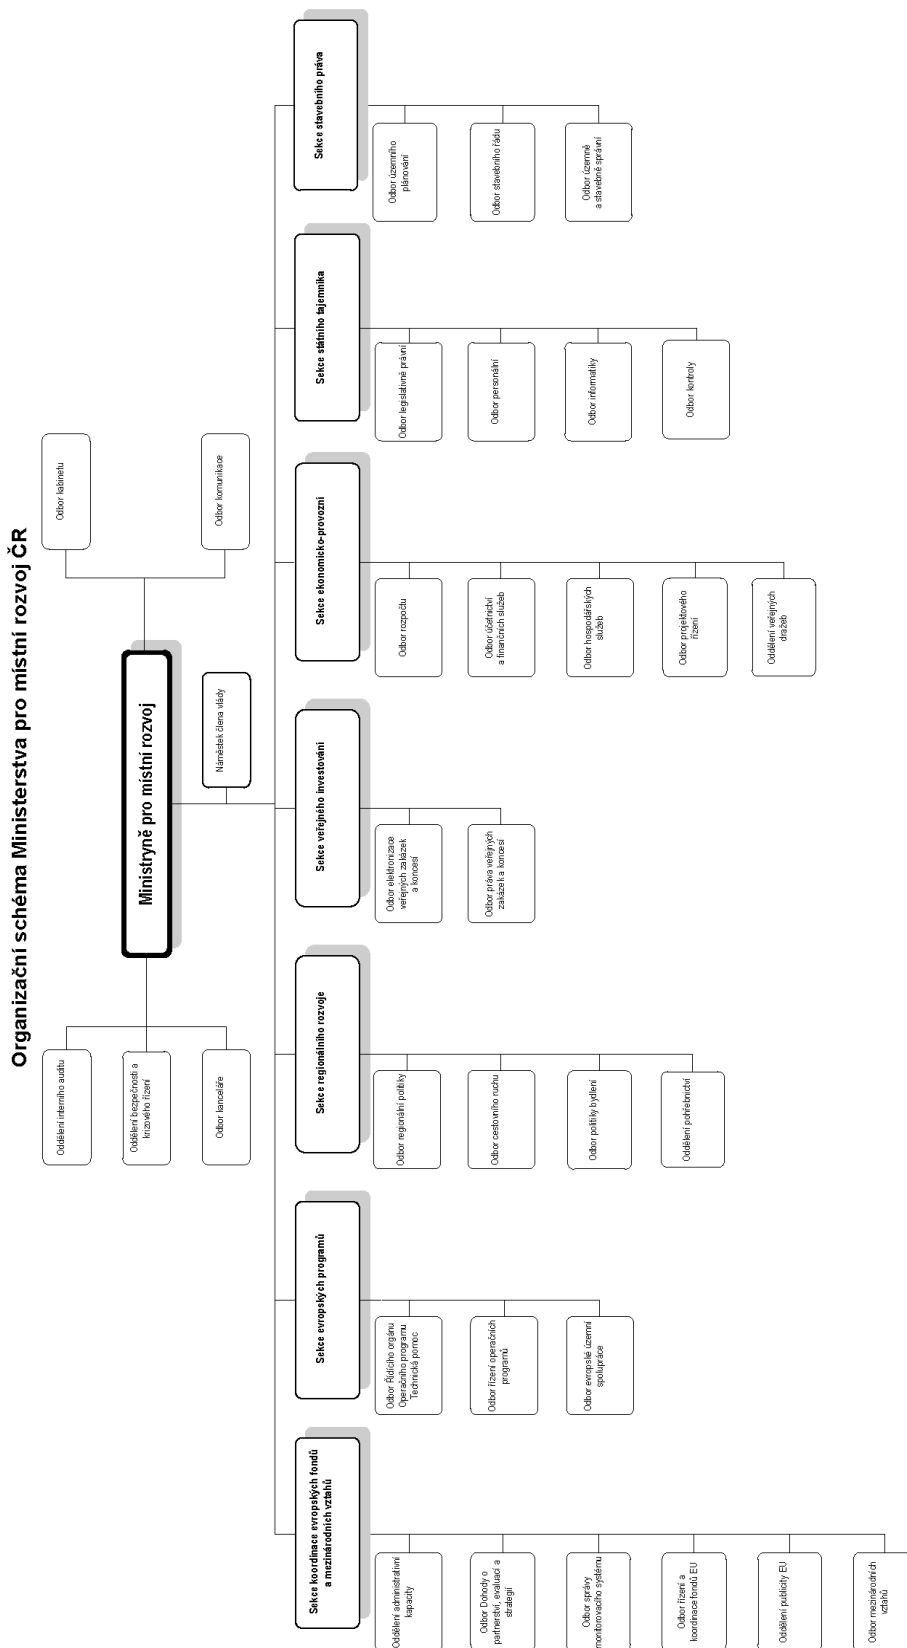 Organizační schéma Ministerstva pro místní rozvoj ČR
Oddělení interního auditu
Oddělení bezpečnosti a
krizového řízení
Odbor kanceláře
Ministryně pro místní rozvoj
Náměstek člena vlády
Odbor kabinetu
Odbor komunikace
Sekce koordinace evropských fondů
a mezinárodních vztahů
Oddělení administrativní
kapacity
Odbor Dohody o
partnerství, evaluací a
strategií
Odbor správy
monitorovacího systému
Odbor řízení a
koordinace fondů EU
Oddělení publicity EU
Odbor mezinárodních
vztahů
Sekce evropských programů
Odbor Řídicího orgánu
Operačního programu
Technická pomoc
Odbor řízení operačních
programů
Odbor evropské územní
spolupráce
Sekce regionálního rozvoje
Odbor regionální politiky
Odbor cestovního ruchu
Odbor politiky bydlení
Oddělení pohřebnictví
Sekce veřejného investování
Odbor elektronizace
veřejných zakázek
a koncesí
Odbor práva veřejných
zakázek a koncesí
Sekce ekonomicko-provozní
Odbor rozpočtu
Odbor účetnictví
a finančních služeb
Odbor hospodářských
služeb
Odbor projektového
řízení
Oddělení veřejných
dražeb
Sekce státního tajemníka
Odbor legislativně právní
Odbor personální
Odbor informatiky
Odbor kontroly
Sekce stavebního práva
Odbor územního
plánování
Odbor stavebního řádu
Odbor územně
a stavebně správní